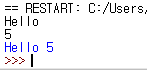 == RESTART: C:/Users,
Hello
5
Hello 5
>>>